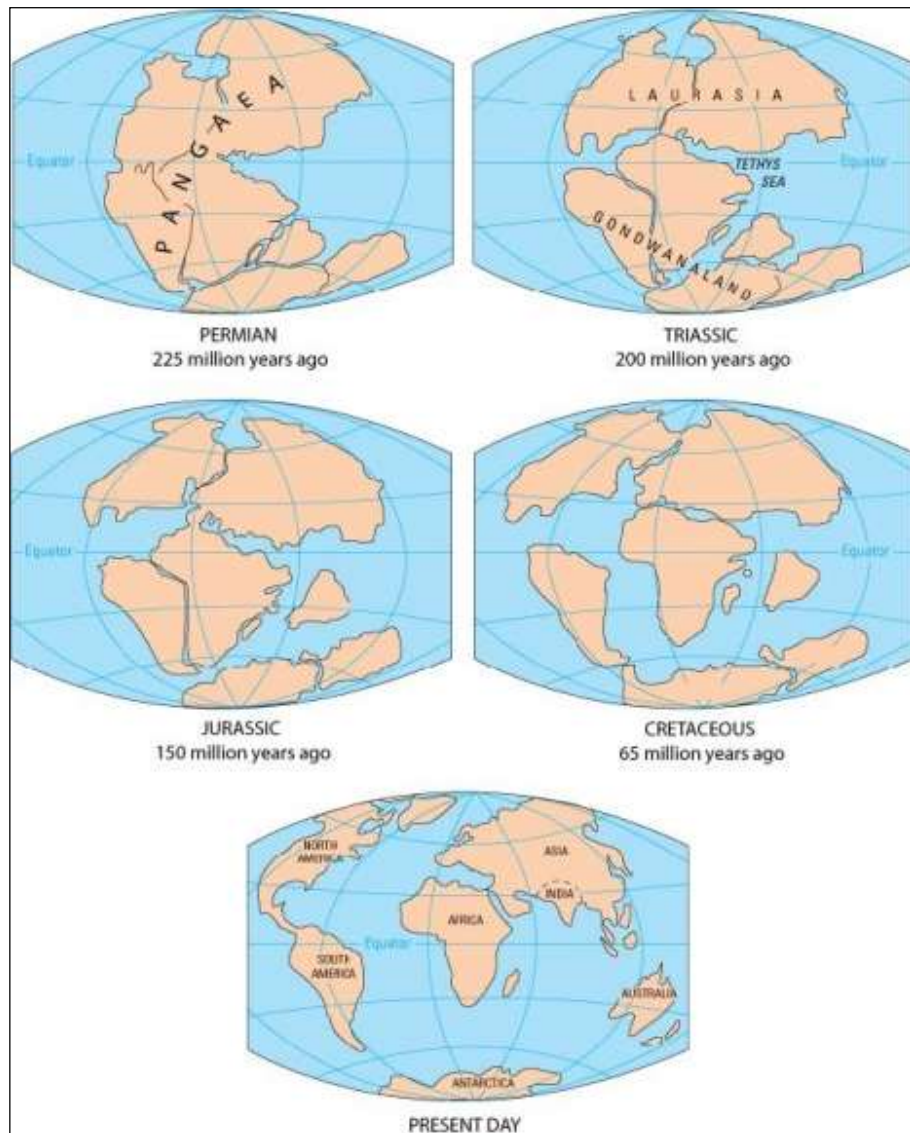 PANGAEA
Equator
PERMIAN
225 million years ago
LAURASIA
TETHYS
SEA
Equator
GONDWANALAND
TRIASSIC
200 million years ago
Equator
JURASSIC
150 million years ago
Equator
CRETACEOUS
65 million years ago
NORTH
AMERICA
ASIA
INDIA
AFRICA
Equator
SOUTH
AMERICA
AUSTRALIA
ANTARCTICA
PRESENT DAY